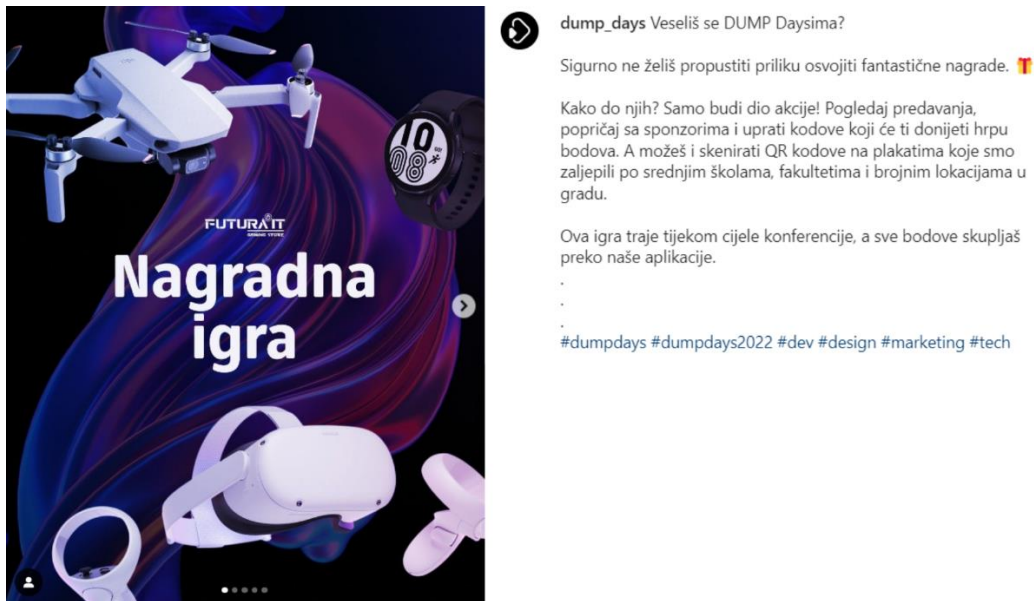 FUTURA IT
GAMING STORE
Nagradna
igra
dump_days Veseliš se DUMP Daysima?
Sigurno ne želiš propustiti priliku osvojiti fantastične nagrade. 🎁
Kako do njih? Samo budi dio akcije! Pogledaj predavanja,
popričaj sa sponzorima i uprati kodove koji će ti donijeti hrpu
bodova. A možeš i skenirati QR kodove na plakatima koje smo
zaljepili po srednjim školama, fakultetima i brojnim lokacijama u
gradu.
Ova igra traje tijekom cijele konferencije, a sve bodove skupljaš
preko naše aplikacije.
.
.
.
#dumpdays #dumpdays2022 #dev #design #marketing #tech